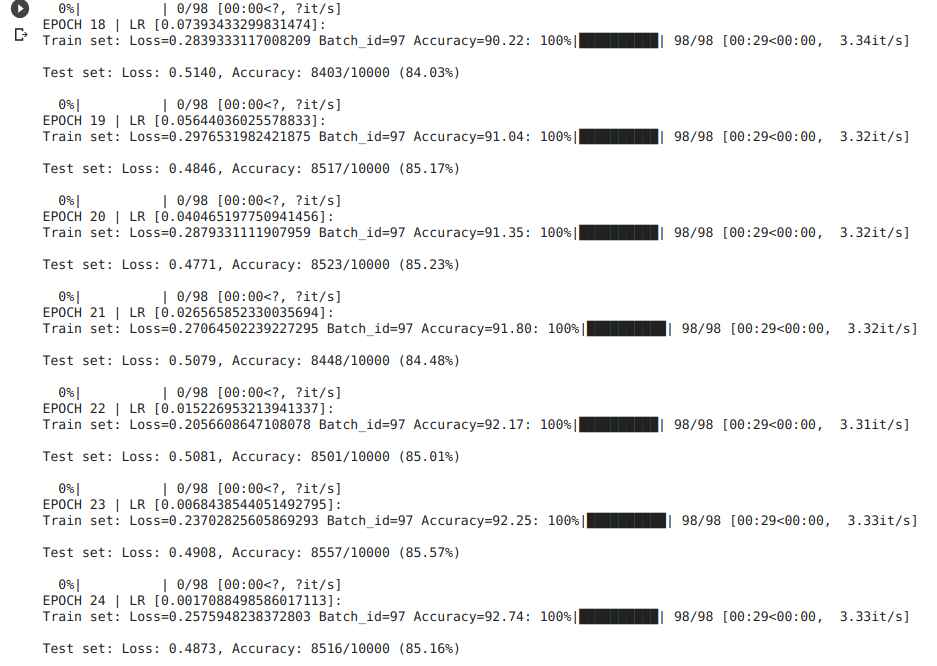 0%|          | 0/98 [00:00<?, ?it/s]
EPOCH 18 | LR [0.07393433299831474]:
Train set: Loss=0.2839333117008209 Batch_id=97 Accuracy=90.22: 100%|██████████| 98/98 [00:29<00:00, 3.34it/s]
Test set: Loss: 0.5140, Accuracy: 8403/10000 (84.03%)
0%|          | 0/98 [00:00<?, ?it/s]
EPOCH 19 | LR [0.05644036025578833]:
Train set: Loss=0.2976531982421875 Batch_id=97 Accuracy=91.04: 100%|██████████| 98/98 [00:29<00:00, 3.32it/s]
Test set: Loss: 0.4846, Accuracy: 8517/10000 (85.17%)
0%|          | 0/98 [00:00<?, ?it/s]
EPOCH 20 | LR [0.040465197750941456]:
Train set: Loss=0.2879331111907959 Batch_id=97 Accuracy=91.35: 100%|██████████| 98/98 [00:29<00:00, 3.32it/s]
Test set: Loss: 0.4771, Accuracy: 8523/10000 (85.23%)
0%|          | 0/98 [00:00<?, ?it/s]
EPOCH 21 | LR [0.026565852330035694]:
Train set: Loss=0.27064502239227295 Batch_id=97 Accuracy=91.80: 100%|██████████| 98/98 [00:29<00:00, 3.32it/s]
Test set: Loss: 0.5079, Accuracy: 8448/10000 (84.48%)
0%|          | 0/98 [00:00<?, ?it/s]
EPOCH 22 | LR [0.015226953213941337]:
Train set: Loss=0.2056608647108078 Batch_id=97 Accuracy=92.17: 100%|██████████| 98/98 [00:29<00:00, 3.31it/s]
Test set: Loss: 0.5081, Accuracy: 8501/10000 (85.01%)
0%|          | 0/98 [00:00<?, ?it/s]
EPOCH 23 | LR [0.0068438544051492795]:
Train set: Loss=0.23702825605869293 Batch_id=97 Accuracy=92.25: 100%|██████████| 98/98 [00:29<00:00, 3.33it/s]
Test set: Loss: 0.4908, Accuracy: 8557/10000 (85.57%)
0%|          | 0/98 [00:00<?, ?it/s]
EPOCH 24 | LR [0.0017088498586017113]:
Train set: Loss=0.2575948238372803 Batch_id=97 Accuracy=92.74: 100%|██████████| 98/98 [00:29<00:00, 3.33it/s]
Test set: Loss: 0.4873, Accuracy: 8516/10000 (85.16%)